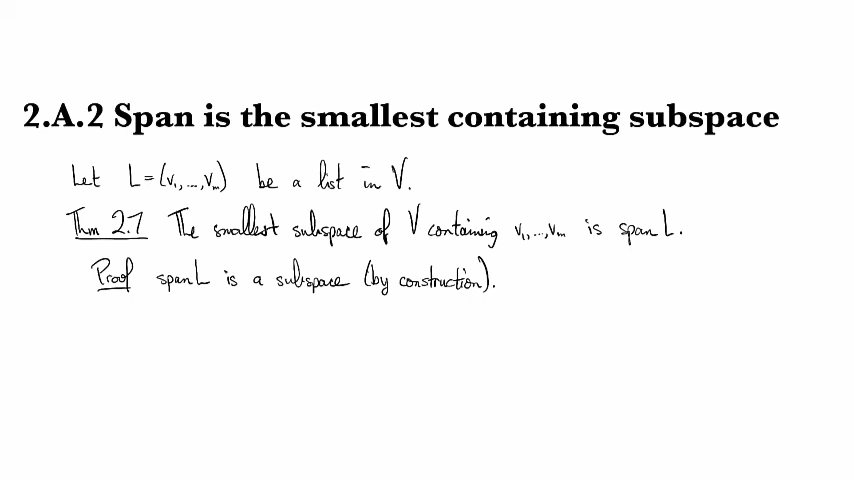 2.A.2 Span is the smallest containing subspace
Let L=(v₁,...,vₘ) be a list in V.
Thm 2.7 The smallest subspace of V containing v₁,...,vₘ is span L.
Proof span L is a subspace (by construction).